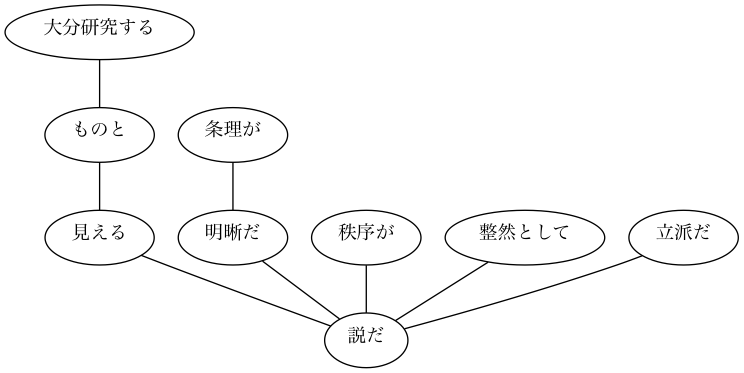 大分研究する
ものと
条理が
見える
明晰だ
秩序が
整然として
立派だ
説だ